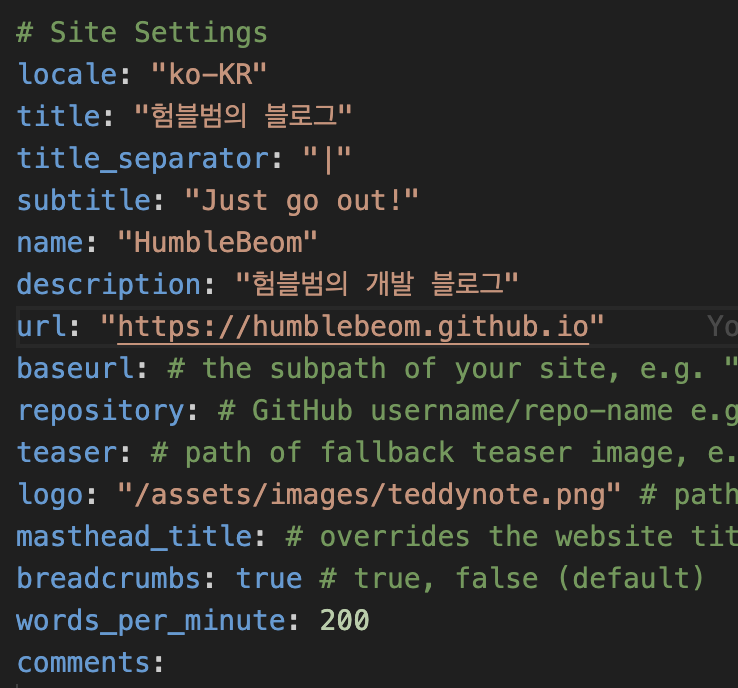 # Site Settings
locale: "ko-KR"
title: "험블범의 블로그"
title_separator: "|"
subtitle: "Just go out!"
name: "HumbleBeom"
description: "험블범의 개발 블로그"
url: "https://humblebeom.github.io" Yo
baseurl: # the subpath of your site, e.g. "
repository: # GitHub username/repo-name e.g
teaser: # path of fallback teaser image, e.
logo: "/assets/images/teddynote.png" # path
masthead_title: # overrides the website tit
breadcrumbs: true # true, false (default)
words_per_minute: 200
comments: